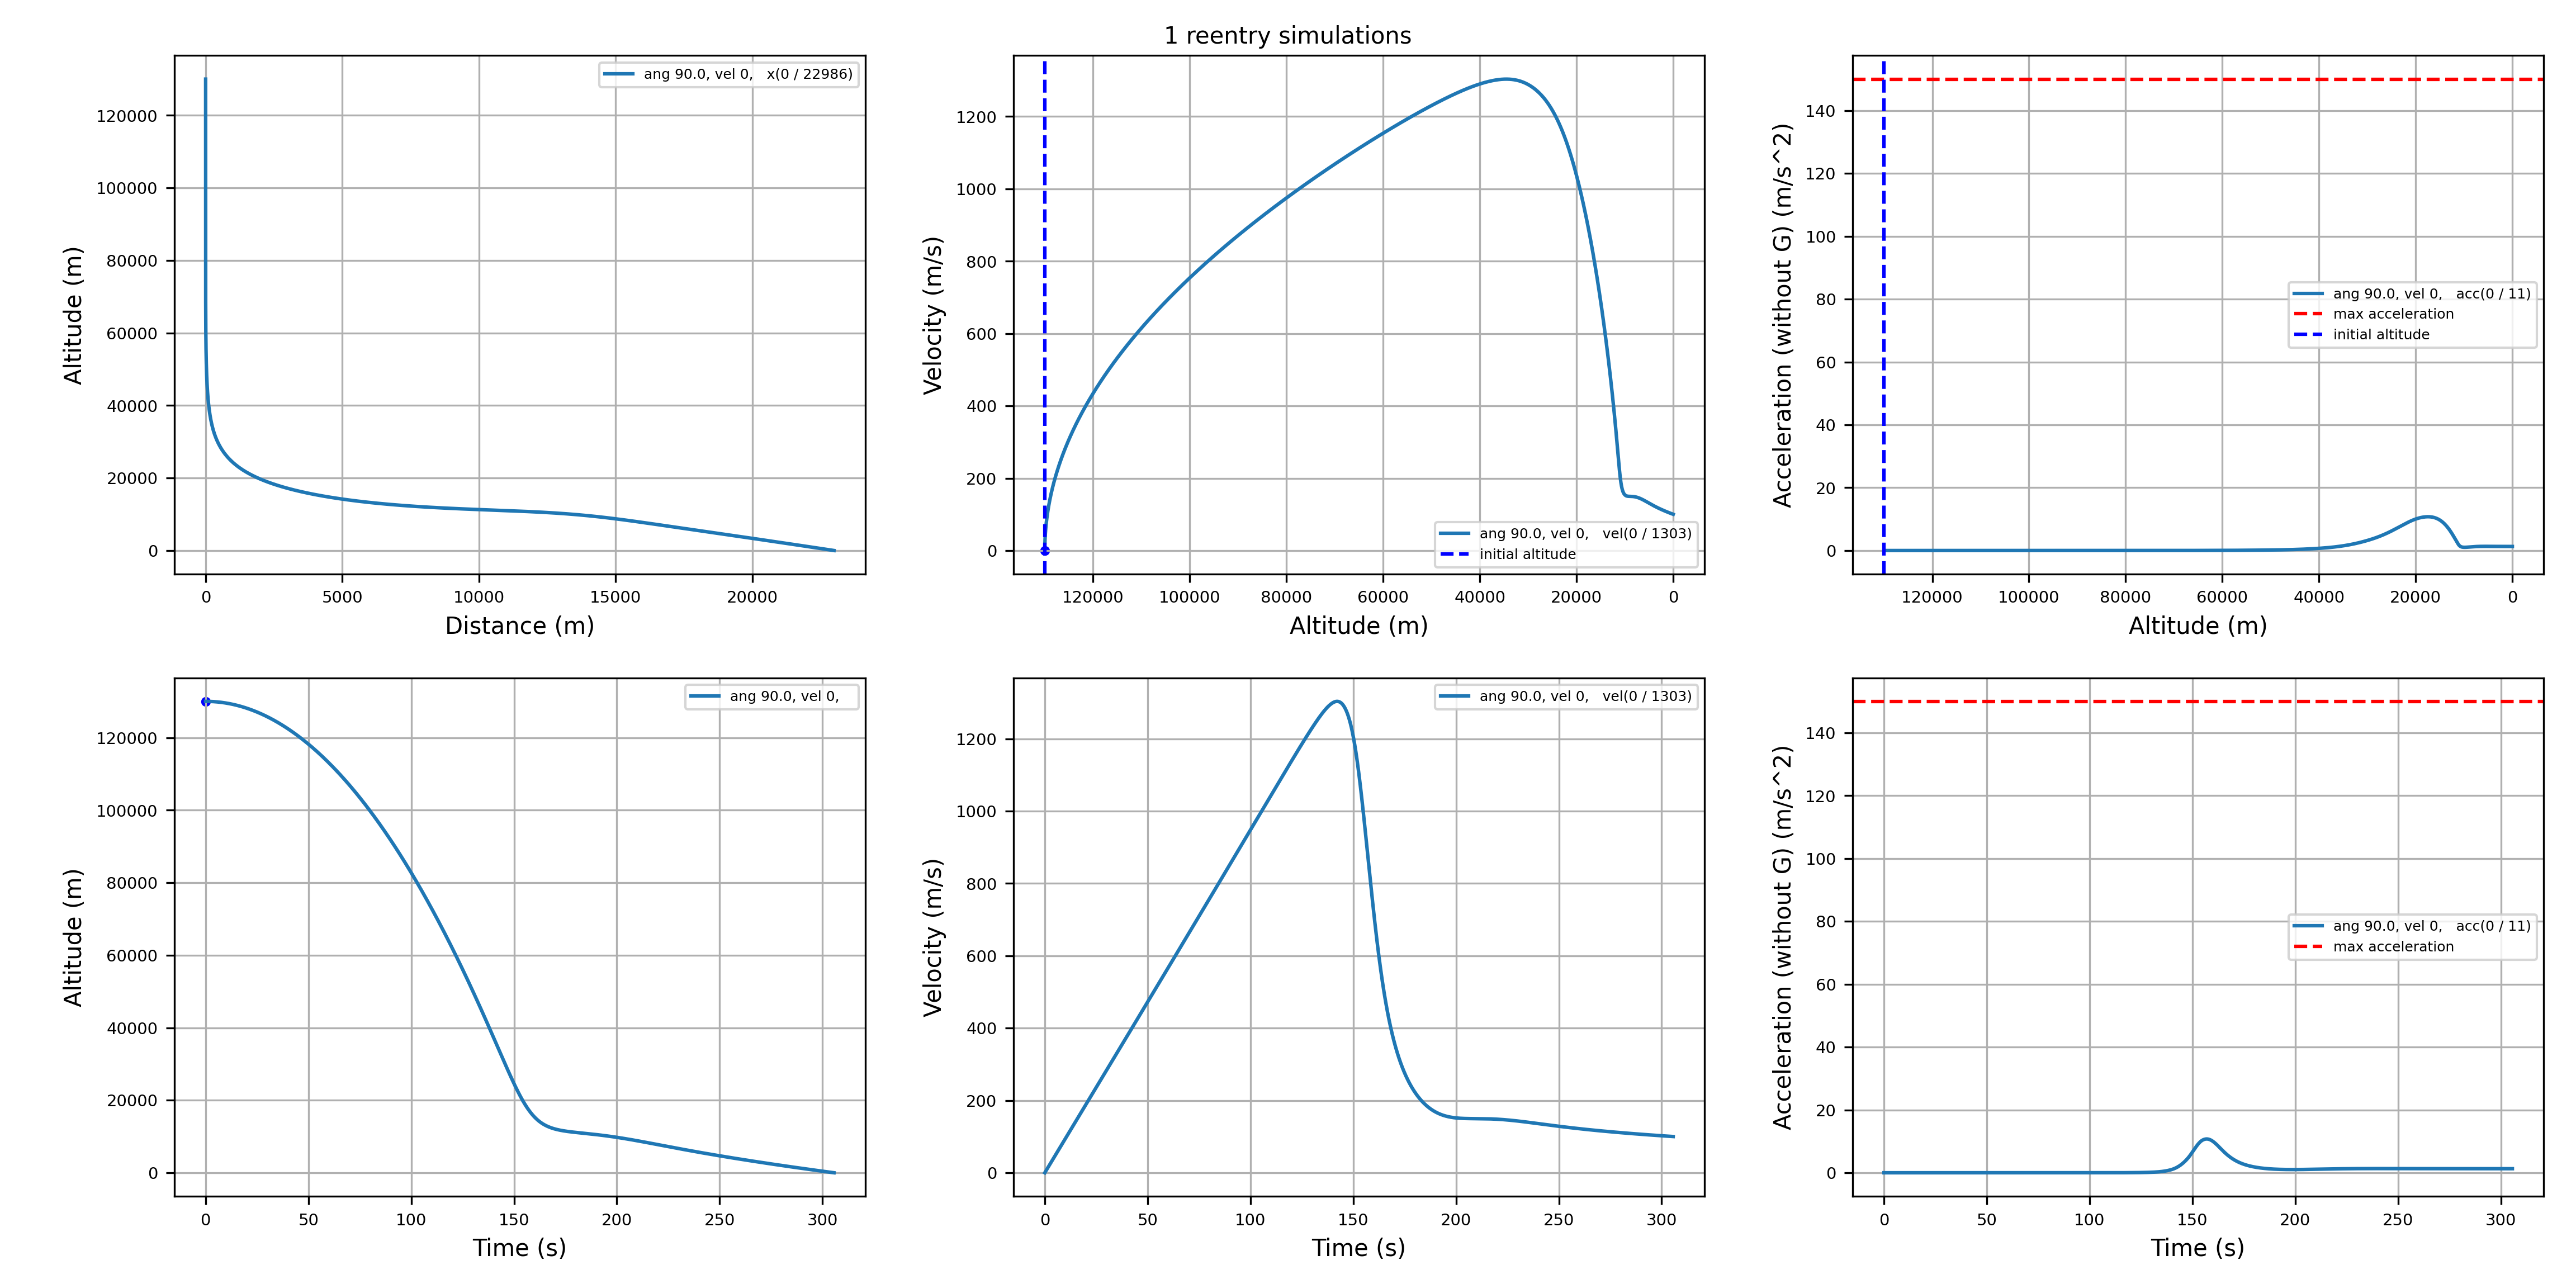 1 reentry simulations
ang 90.0, vel 0,   x(0 / 22986)
120000
100000
80000
60000
40000
20000
0
Altitude (m)
0 5000 10000 15000 20000
Distance (m)
1200
1000
800
600
400
200
0
Velocity (m/s)
ang 90.0, vel 0,   vel(0 / 1303)
initial altitude
120000 100000 80000 60000 40000 20000 0
Altitude (m)
140
120
100
80
60
40
20
0
Acceleration (without G) (m/s^2)
ang 90.0, vel 0,   acc(0 / 11)
max acceleration
initial altitude
120000 100000 80000 60000 40000 20000 0
Altitude (m)
ang 90.0, vel 0,
120000
100000
80000
60000
40000
20000
0
Altitude (m)
0 50 100 150 200 250 300
Time (s)
ang 90.0, vel 0,   vel(0 / 1303)
1200
1000
800
600
400
200
0
Velocity (m/s)
0 50 100 150 200 250 300
Time (s)
140
120
100
80
60
40
20
0
Acceleration (without G) (m/s^2)
ang 90.0, vel 0,   acc(0 / 11)
max acceleration
0 50 100 150 200 250 300
Time (s)